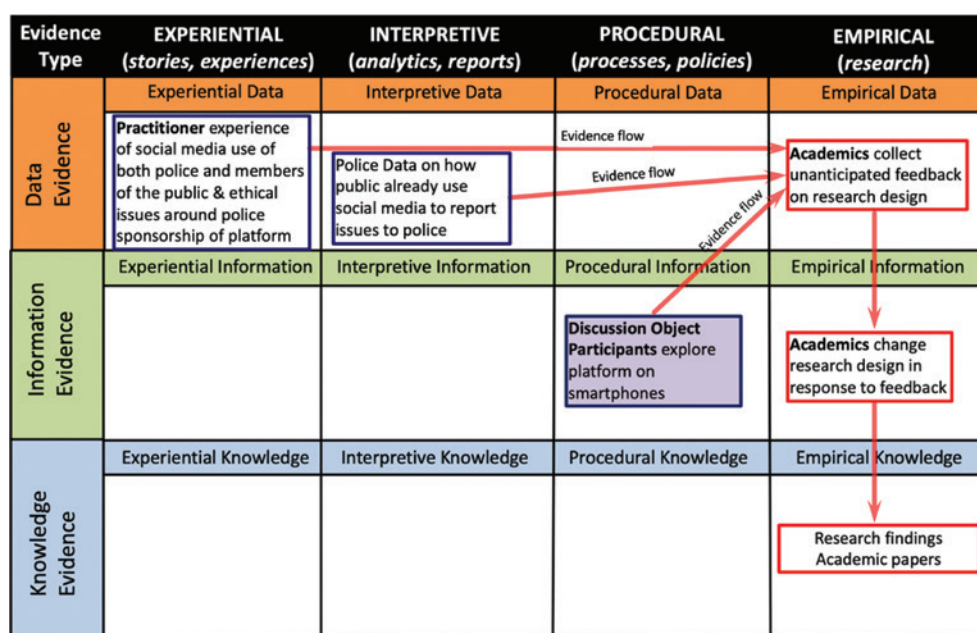 Evidence
Type
EXPERIENTIAL
(stories, experiences)
INTERPRETIVE
(analytics, reports)
PROCEDURAL
(processes, policies)
EMPIRICAL
(research)
Data
Evidence
Experiential Data
Interpretive Data
Procedural Data
Empirical Data
Practitioner experience
of social media use of
both police and members
of the public & ethical
issues around police
sponsorship of platform
Police Data on how
public already use
social media to report
issues to police
Evidence flow
Evidence flow
Evidence flow
Academics collect
unanticipated feedback
on research design
Information
Evidence
Experiential Information
Interpretive Information
Procedural Information
Empirical Information
Discussion Object
Participants explore
platform on
smartphones
Academics change
research design in
response to feedback
Knowledge
Evidence
Experiential Knowledge
Interpretive Knowledge
Procedural Knowledge
Empirical Knowledge
Research findings
Academic papers